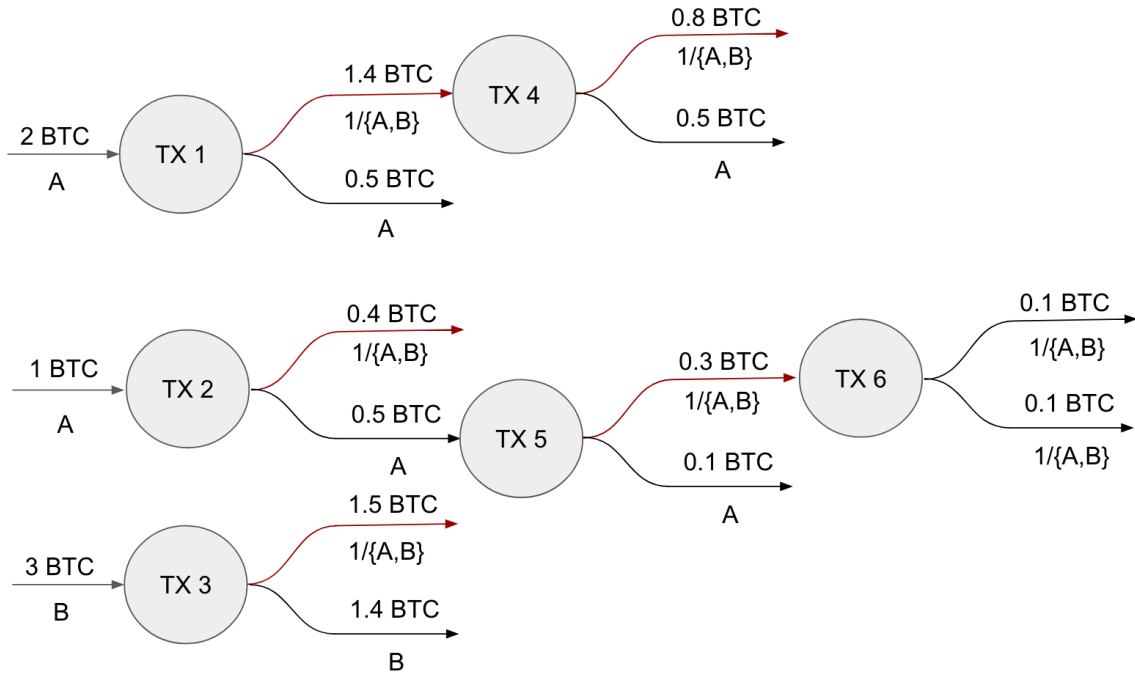 0.8 BTC
1/{A,B}
1.4 BTC
TX 4
1/{A,B}
0.5 BTC
A
2 BTC
TX 1
A
0.5 BTC
A
0.4 BTC
1/{A,B}
1 BTC
TX 2
A
0.5 BTC
A
0.3 BTC
1/{A,B}
TX 5
0.1 BTC
A
0.1 BTC
1/{A,B}
TX 6
0.1 BTC
1/{A,B}
1.5 BTC
1/{A,B}
3 BTC
TX 3
B
1.4 BTC
B